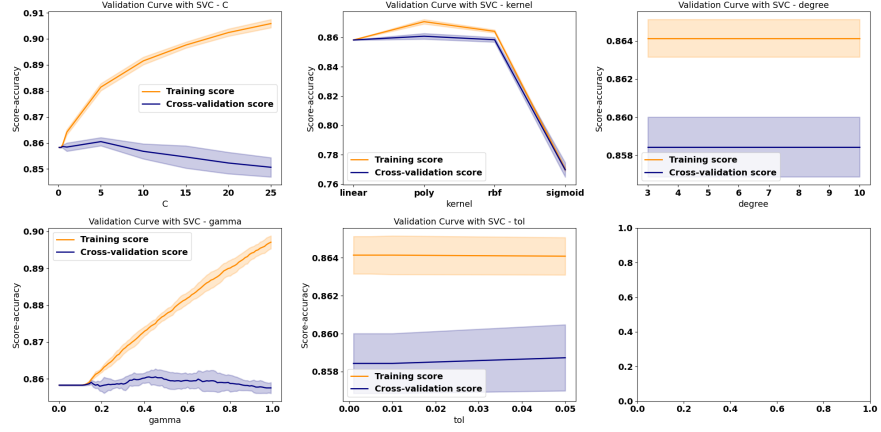 Validation Curve with SVC - C
0.91
0.90
0.89
0.88
0.87
0.86
0.85
Score-accuracy
Training score
Cross-validation score
0
5
10
15
20
25
C
Validation Curve with SVC - kernel
0.86
0.84
0.82
0.80
0.78
0.76
Score-accuracy
Training score
Cross-validation score
linear
poly
rbf
sigmoid
kernel
Validation Curve with SVC - degree
0.864
0.862
0.860
0.858
Score-accuracy
Training score
Cross-validation score
3
4
5
6
7
8
9
10
degree
Validation Curve with SVC - gamma
0.90
0.89
0.88
0.87
0.86
Score-accuracy
Training score
Cross-validation score
0.0
0.2
0.4
0.6
0.8
1.0
gamma
Validation Curve with SVC - tol
0.864
0.862
0.860
0.858
Score-accuracy
Training score
Cross-validation score
0.00
0.01
0.02
0.03
0.04
0.05
tol
1.0
0.8
0.6
0.4
0.2
0.0
0.0
0.2
0.4
0.6
0.8
1.0